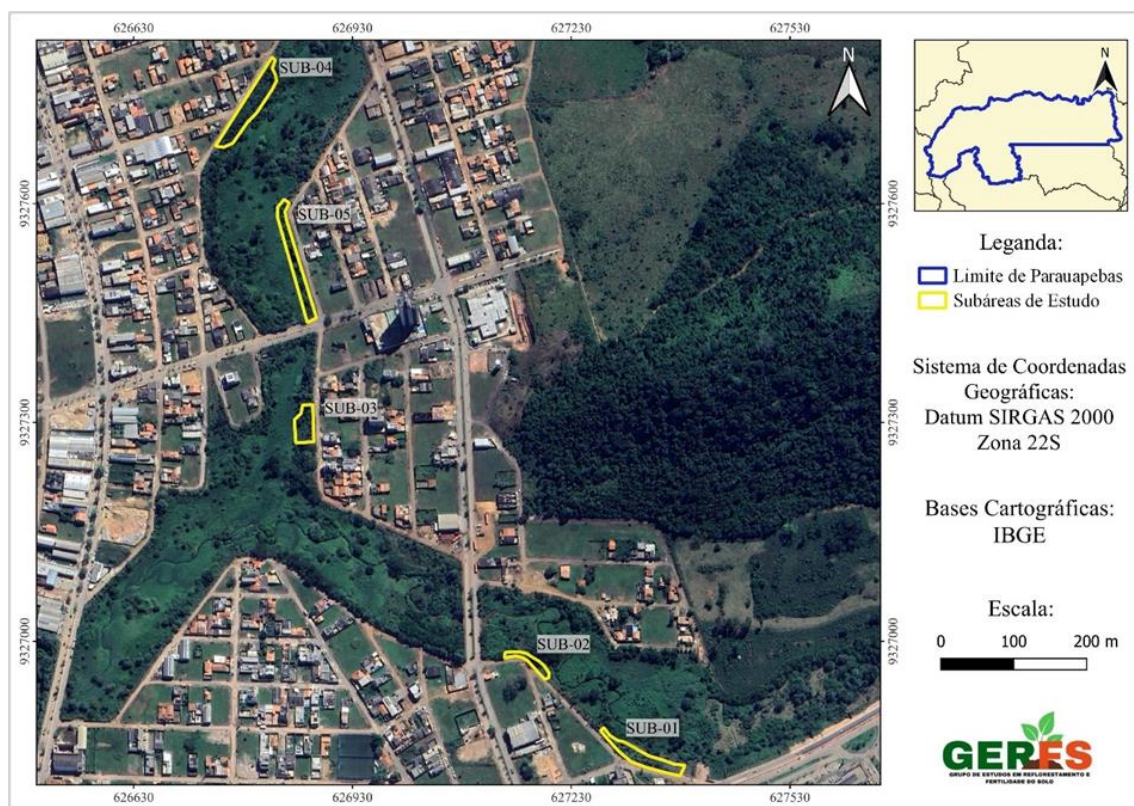 626630 626930 627230 627530
N
SUB-04
9327600
SUB-05
9327600
9327300
SUB-03
9327300
9327000
SUB-02
9327000
SUB-01
626630 626930 627230 627530
N
Leganda:
Limite de Parauapebas
Subáreas de Estudo
Sistema de Coordenadas
Geográficas:
Datum SIRGAS 2000
Zona 22S
Bases Cartográficas:
IBGE
Escala:
0 100 200 m
GERFS
GRUPO DE ESTUDOS EM REFLORESTAMENTO E
FERTILIDADE DO SOLO